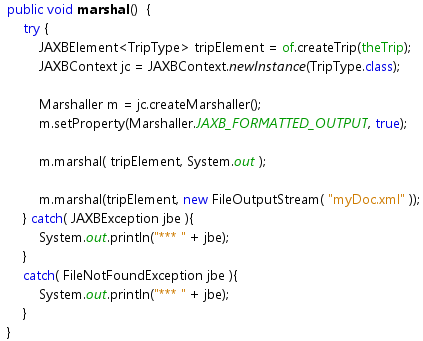 public void marshal()  {
    try {
        JAXBElement<TripType> tripElement = of.createTrip(theTrip);
        JAXBContext jc = JAXBContext.newInstance(TripType.class);

        Marshaller m = jc.createMarshaller();
        m.setProperty(Marshaller.JAXB_FORMATTED_OUTPUT, true);

        m.marshal( tripElement, System.out );

        m.marshal(tripElement, new FileOutputStream( "myDoc.xml" ));
    } catch( JAXBException jbe ){
        System.out.println("*** " + jbe);
    }
    catch( FileNotFoundException jbe ){
        System.out.println("*** " + jbe);
    }
}